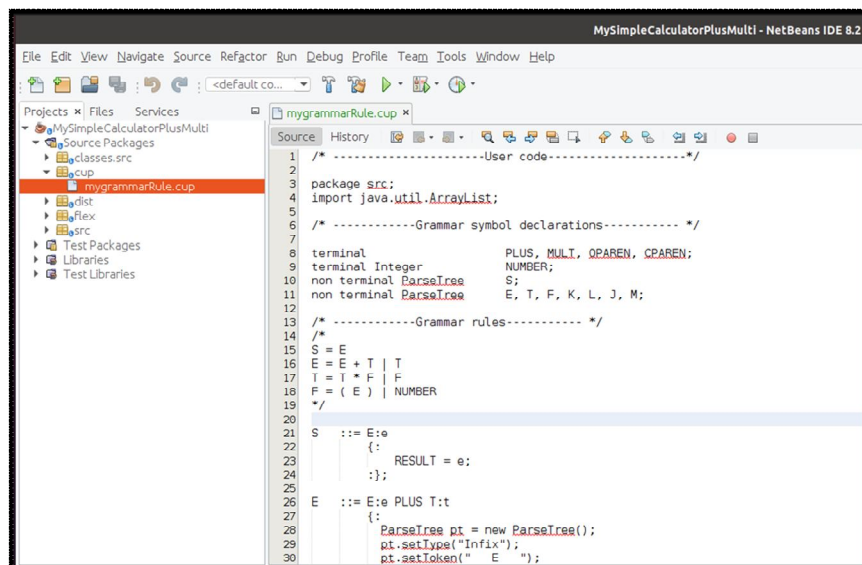 MySimpleCalculatorPlusMulti - NetBeans IDE 8.2
File Edit View Navigate Source Refactor Run Debug Profile Team Tools Window Help
<default co...
Projects × Files Services
mygrammarRule.cup ×
MySimpleCalculatorPlusMulti
Source Packages
classes.src
cup
mygrammarRule.cup
dist
flex
src
Test Packages
Libraries
Test Libraries
Source History
1 /* ----------------------User code--------------------*/
2
3 package src;
4 import java.util.ArrayList;
5
6 /* ------------Grammar symbol declarations----------- */
7
8 terminal PLUS, MULT, OPAREN, CPAREN;
9 terminal Integer NUMBER;
10 non terminal ParseTree S;
11 non terminal ParseTree E, T, F, K, L, J, M;
12
13 /* ------------Grammar rules----------- */
14 /*
15 S = E
16 E = E + T | T
17 T = T * F | F
18 F = ( E ) | NUMBER
19 */
20
21 S ::= E:e
22 {:
23 RESULT = e;
24 :};
25
26 E ::= E:e PLUS T:t
27 {:
28 ParseTree pt = new ParseTree();
29 pt.setType("Infix");
30 pt.setToken("   E   ");